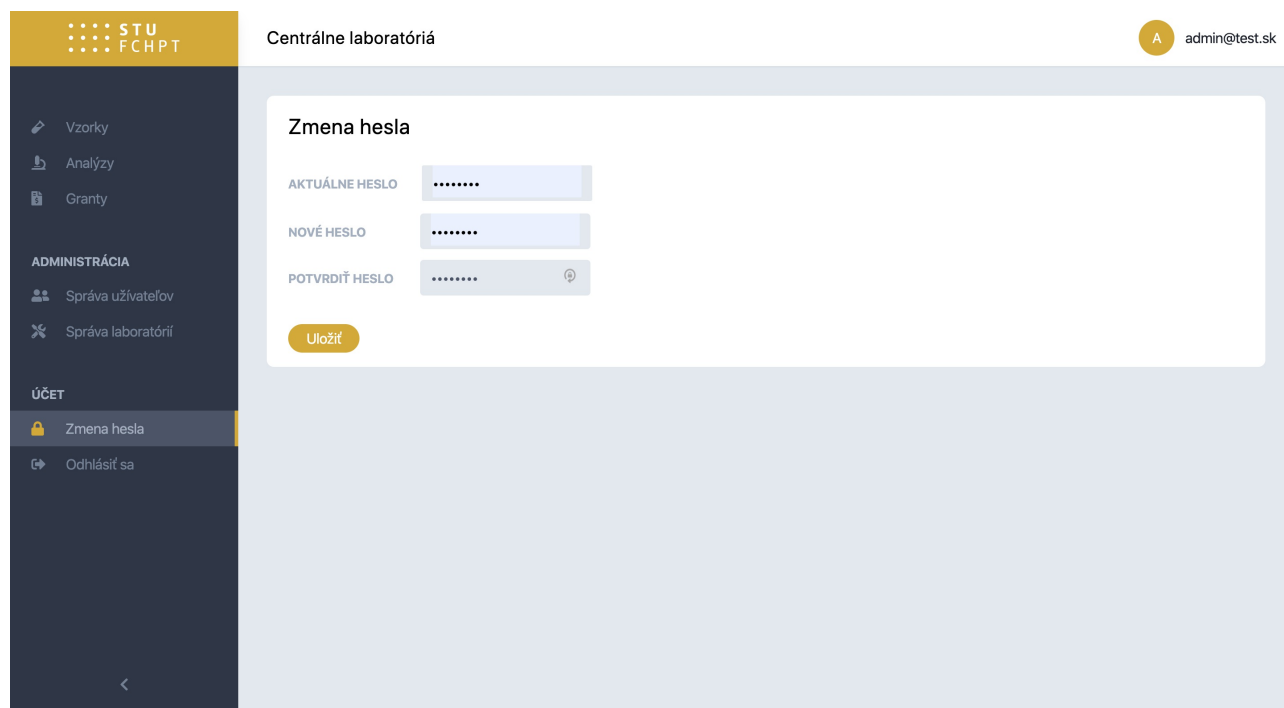 STU
FCHPT
Centrálne laboratóriá
A
admin@test.sk
Vzorky
Analýzy
Granty
ADMINISTRÁCIA
Správa užívateľov
Správa laboratórií
ÚČET
Zmena hesla
Odhlásiť sa
Zmena hesla
AKTUÁLNE HESLO ••••••••
NOVÉ HESLO ••••••••
POTVRDIŤ HESLO ••••••••
Uložiť